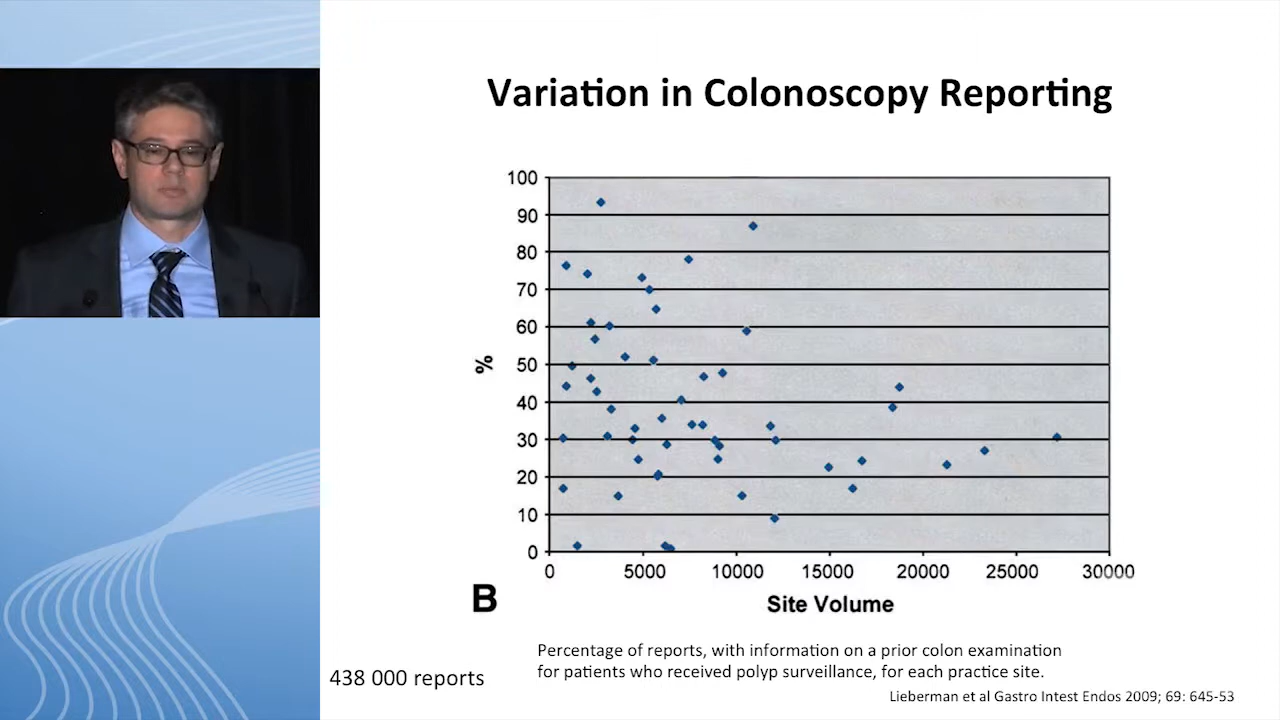 Variation in Colonoscopy Reporting
100
90
80
70
60
50
40
30
20
10
0
%
0 5000 10000 15000 20000 25000 30000
Site Volume
B
Percentage of reports, with information on a prior colon examination
for patients who received polyp surveillance, for each practice site.
438 000 reports
Lieberman et al Gastro Intest Endos 2009; 69: 645-53